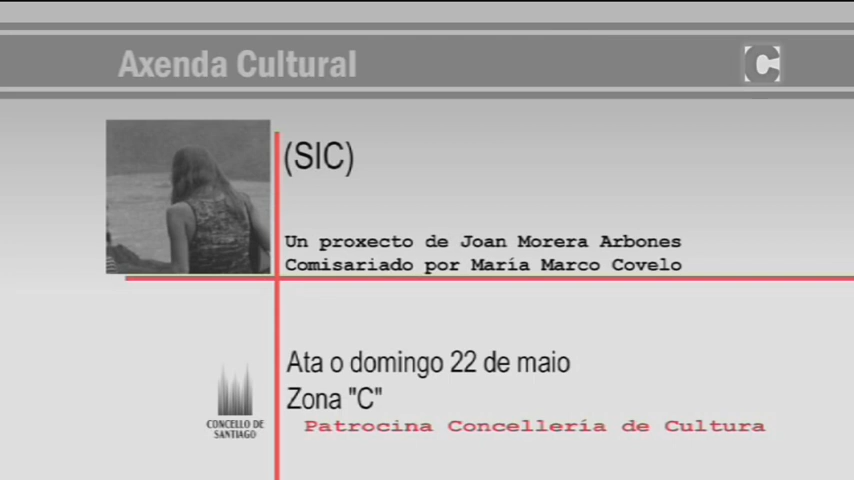 Axenda Cultural
C
(SIC)
Un proxecto de Joan Morera Arbones
Comisariado por María Marco Covelo
Ata o domingo 22 de maio
Zona "C"
CONCELLO DE
SANTIAGO
Patrocina Concellería de Cultura